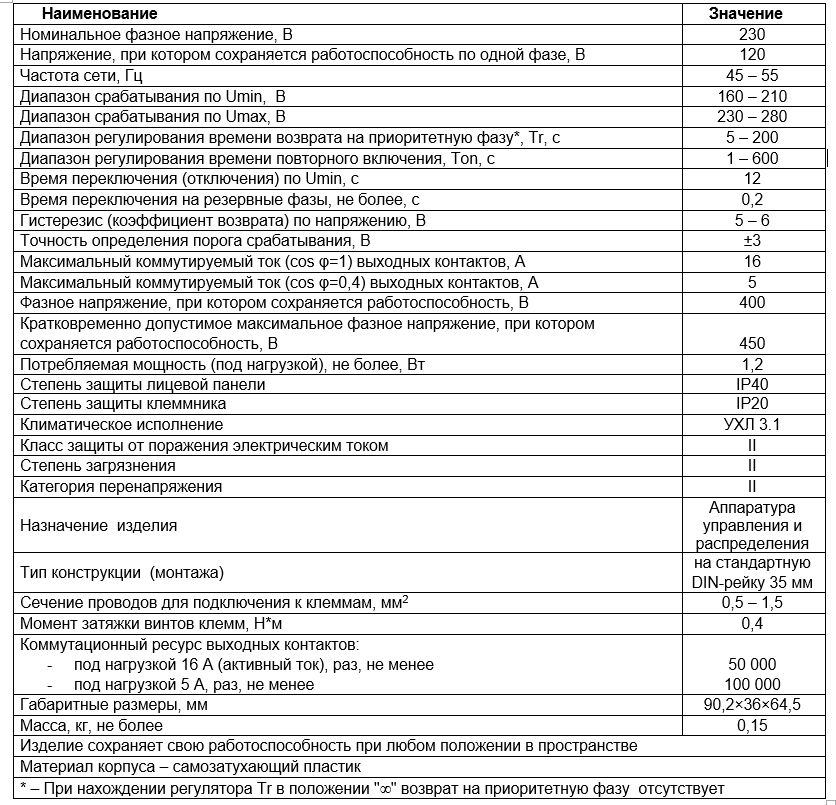 Наименование Значение
Номинальное фазное напряжение, В 230
Напряжение, при котором сохраняется работоспособность по одной фазе, В 120
Частота сети, Гц 45 – 55
Диапазон срабатывания по Umin, В 160 – 210
Диапазон срабатывания по Umax, В 230 – 280
Диапазон регулирования времени возврата на приоритетную фазу*, Tr, с 5 – 200
Диапазон регулирования времени повторного включения, Ton, с 1 – 600
Время переключения (отключения) по Umin, с 12
Время переключения на резервные фазы, не более, с 0,2
Гистерезис (коэффициент возврата) по напряжению, В 5 – 6
Точность определения порога срабатывания, В ±3
Максимальный коммутируемый ток (cos φ=1) выходных контактов, А 16
Максимальный коммутируемый ток (cos φ=0,4) выходных контактов, А 5
Фазное напряжение, при котором сохраняется работоспособность, В 400
Кратковременно допустимое максимальное фазное напряжение, при котором
сохраняется работоспособность, В 450
Потребляемая мощность (под нагрузкой), не более, Вт 1,2
Степень защиты лицевой панели IP40
Степень защиты клеммника IP20
Климатическое исполнение УХЛ 3.1
Класс защиты от поражения электрическим током II
Степень загрязнения II
Категория перенапряжения II
Назначение изделия
Аппаратура
управления и
распределения
Тип конструкции (монтажа)
на стандартную
DIN-рейку 35 мм
Сечение проводов для подключения к клеммам, мм² 0,5 – 1,5
Момент затяжки винтов клемм, Н*м 0,4
Коммутационный ресурс выходных контактов:
- под нагрузкой 16 А (активный ток), раз, не менее 50 000
- под нагрузкой 5 А, раз, не менее 100 000
Габаритные размеры, мм 90,2×36×64,5
Масса, кг, не более 0,15
Изделие сохраняет свою работоспособность при любом положении в пространстве
Материал корпуса – самозатухающий пластик
* – При нахождении регулятора Tr в положении "∞" возврат на приоритетную фазу отсутствует